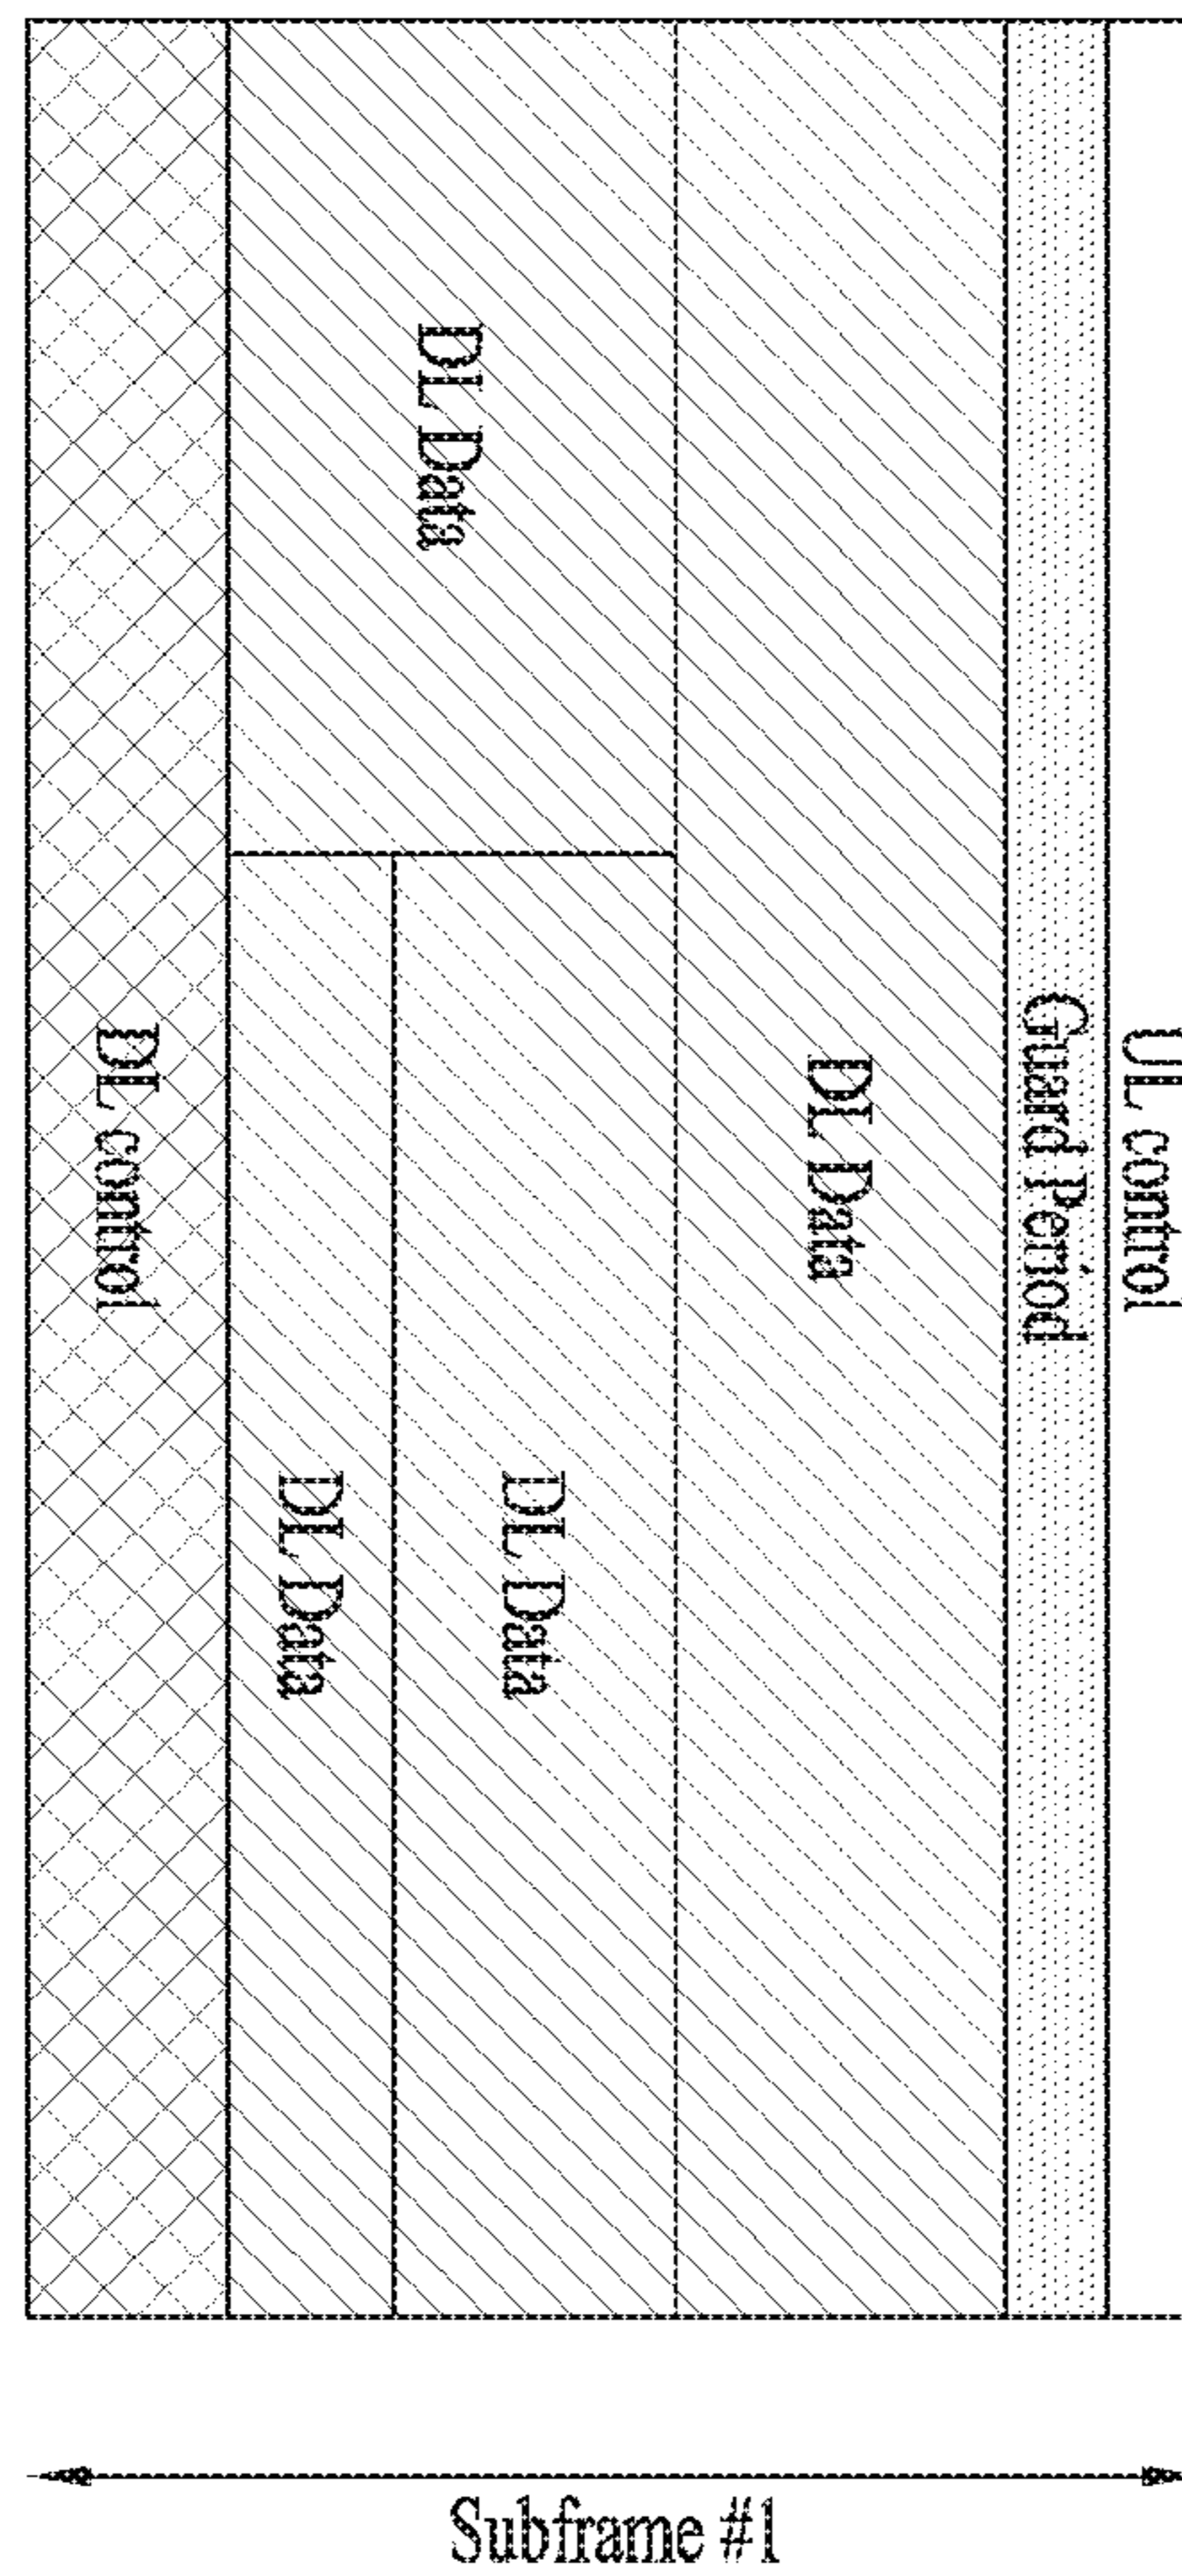 DL control
DL Data
DL Data
DL Data
DL Data
Guard Period
UL control
Subframe #1